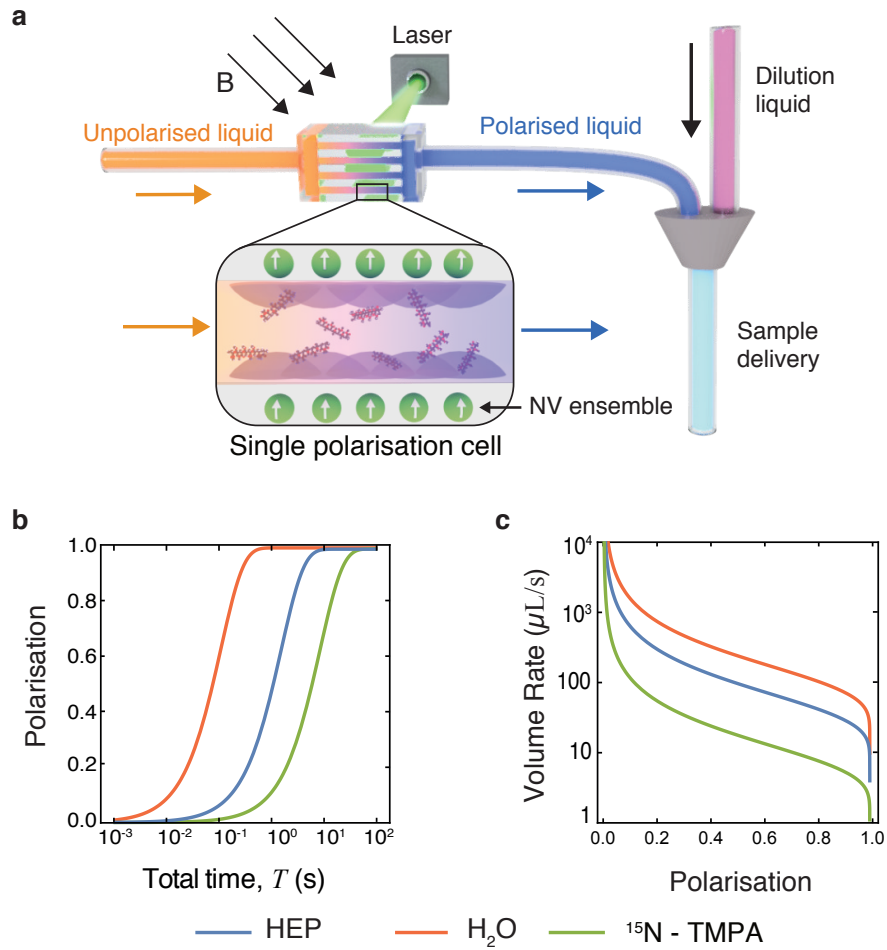 a
B
Laser
Dilution
liquid
Unpolarised liquid
Polarised liquid
Sample
delivery
NV ensemble
Single polarisation cell
b
1.0
0.8
0.6
0.4
0.2
0.0
10⁻³ 10⁻² 10⁻¹ 10⁰ 10¹ 10²
Polarisation
Total time, T (s)
c
10⁴
10³
100
10
1
0.0 0.2 0.4 0.6 0.8 1.0
Volume Rate (μL/s)
Polarisation
HEP H₂O ¹⁵N - TMPA